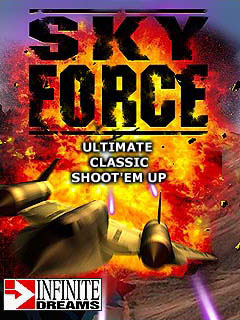 SKY
FORCE
ULTIMATE
CLASSIC
SHOOT'EM UP
INFINITE
DREAMS